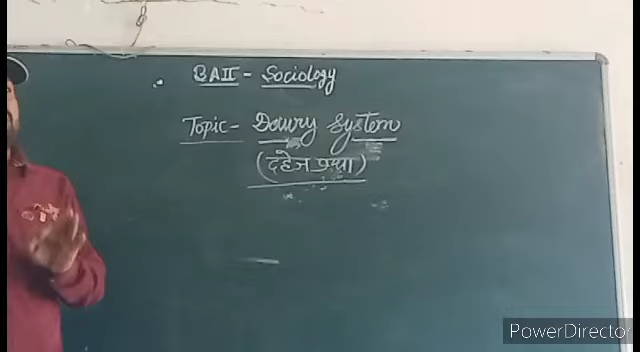 BA II - Sociology
Topic - Dowry System
(दहेज प्रथा)
PowerDirector